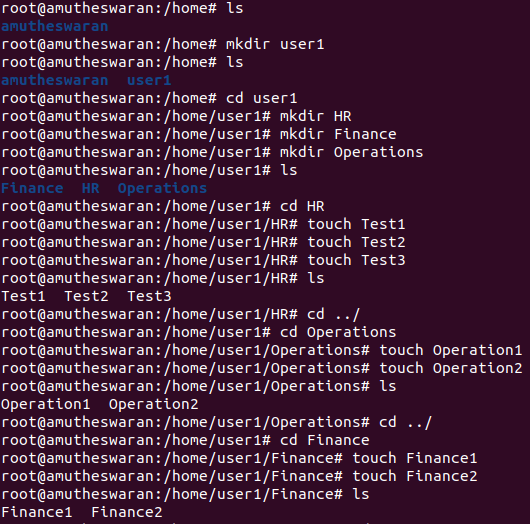 root@amutheswaran:/home# ls
amutheswaran
root@amutheswaran:/home# mkdir user1
root@amutheswaran:/home# ls
amutheswaran  user1
root@amutheswaran:/home# cd user1
root@amutheswaran:/home/user1# mkdir HR
root@amutheswaran:/home/user1# mkdir Finance
root@amutheswaran:/home/user1# mkdir Operations
root@amutheswaran:/home/user1# ls
Finance  HR  Operations
root@amutheswaran:/home/user1# cd HR
root@amutheswaran:/home/user1/HR# touch Test1
root@amutheswaran:/home/user1/HR# touch Test2
root@amutheswaran:/home/user1/HR# touch Test3
root@amutheswaran:/home/user1/HR# ls
Test1  Test2  Test3
root@amutheswaran:/home/user1/HR# cd ../
root@amutheswaran:/home/user1# cd Operations
root@amutheswaran:/home/user1/Operations# touch Operation1
root@amutheswaran:/home/user1/Operations# touch Operation2
root@amutheswaran:/home/user1/Operations# ls
Operation1  Operation2
root@amutheswaran:/home/user1/Operations# cd ../
root@amutheswaran:/home/user1# cd Finance
root@amutheswaran:/home/user1/Finance# touch Finance1
root@amutheswaran:/home/user1/Finance# touch Finance2
root@amutheswaran:/home/user1/Finance# ls
Finance1  Finance2